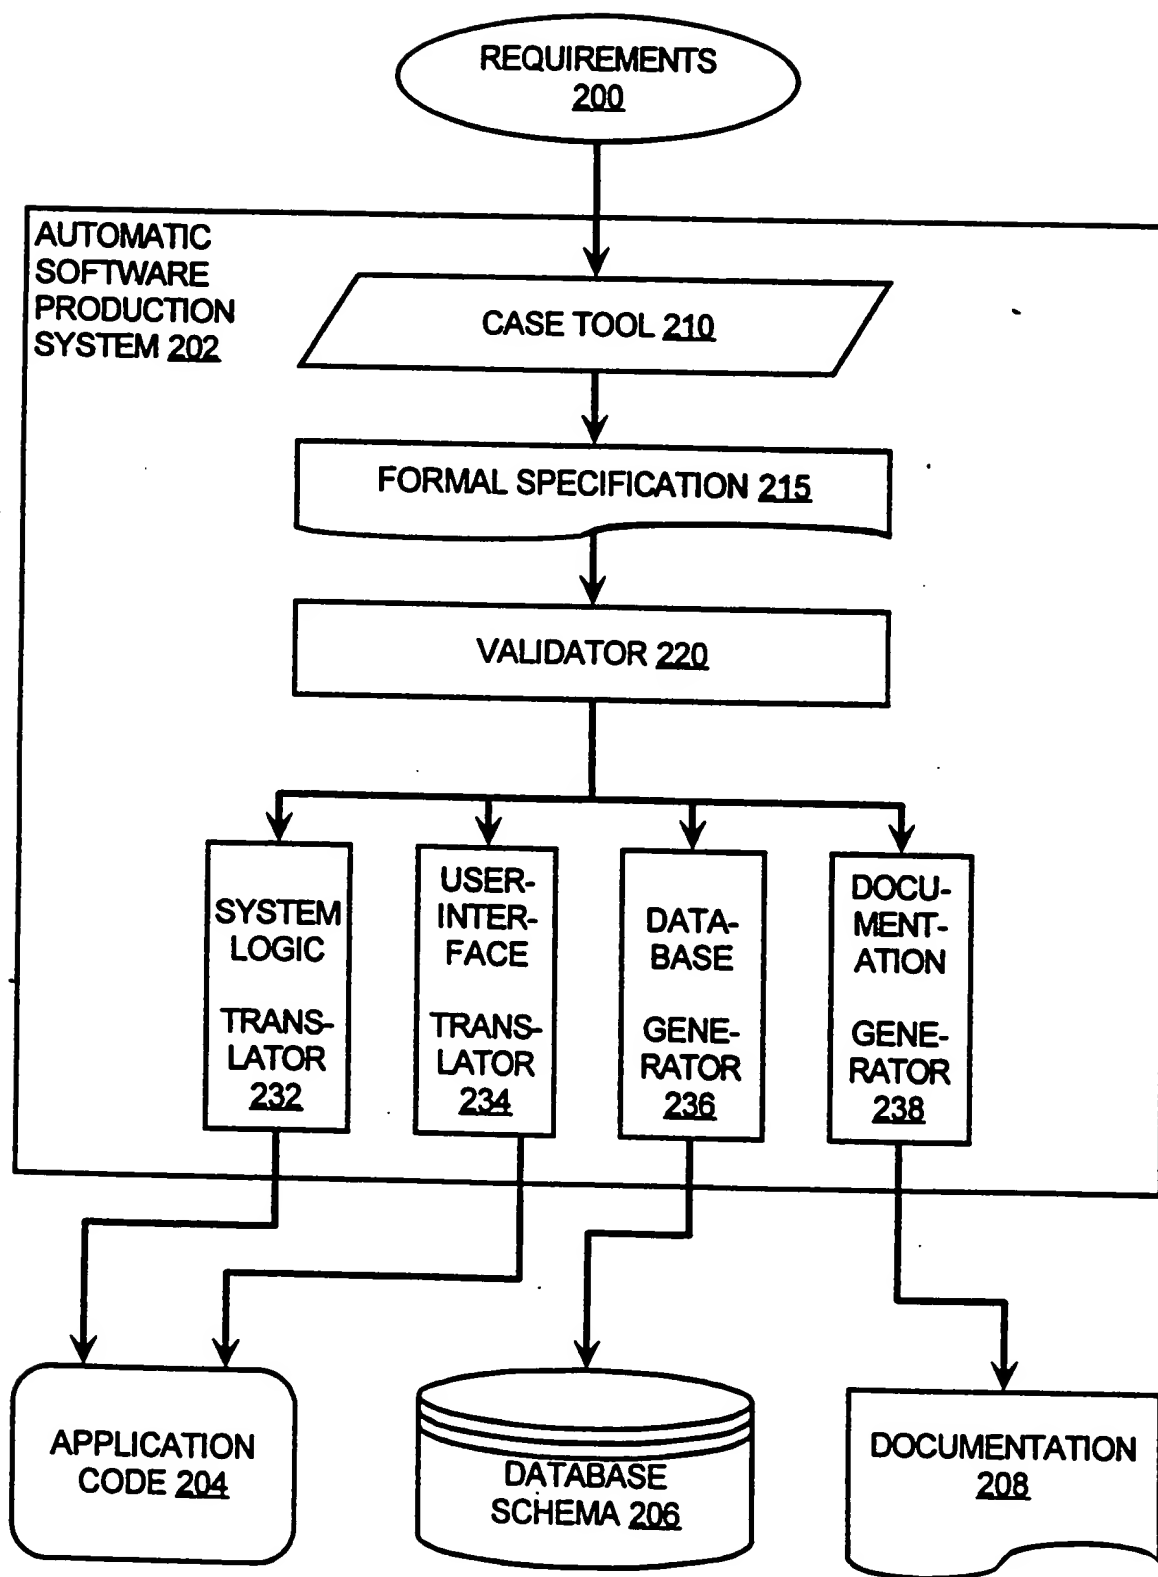 REQUIREMENTS
200
AUTOMATIC
SOFTWARE
PRODUCTION
SYSTEM 202
CASE TOOL 210
FORMAL SPECIFICATION 215
VALIDATOR 220
SYSTEM
LOGIC
TRANS-
LATOR
232
USER-
INTER-
FACE
TRANS-
LATOR
234
DATA-
BASE
GENE-
RATOR
236
DOCU-
MENT-
ATION
GENE-
RATOR
238
APPLICATION
CODE 204
DATABASE
SCHEMA 206
DOCUMENTATION
208